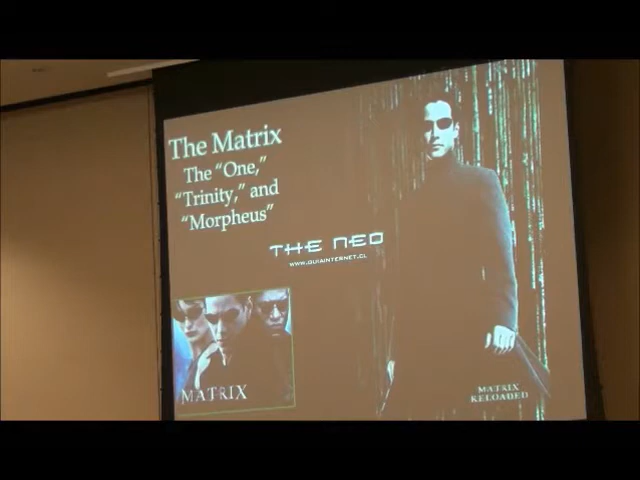 The Matrix
The “One,”
“Trinity,” and
“Morpheus”
THE NEO
WWW.GUIAINTERNET.CL
MATRIX
MATRIX
RELOADED